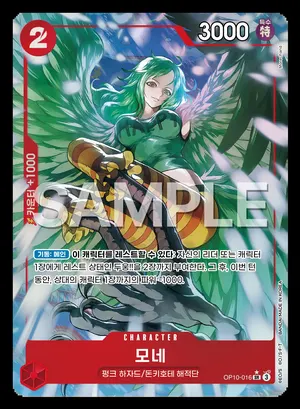 2
3000
특수
特
카운터 +1000
SAMPLE
기동: 메인 이 캐릭터를 레스트할 수 있다: 자신의 리더 또는 캐릭터
1장에게 레스트 상태인 두웅!!을 2장까지 부여한다. 그 후, 이번 턴
동안, 상대의 캐릭터 1장까지의 파워 -1000.
CHARACTER
모네
펑크 하자드/돈키호테 해적단
OP10-016